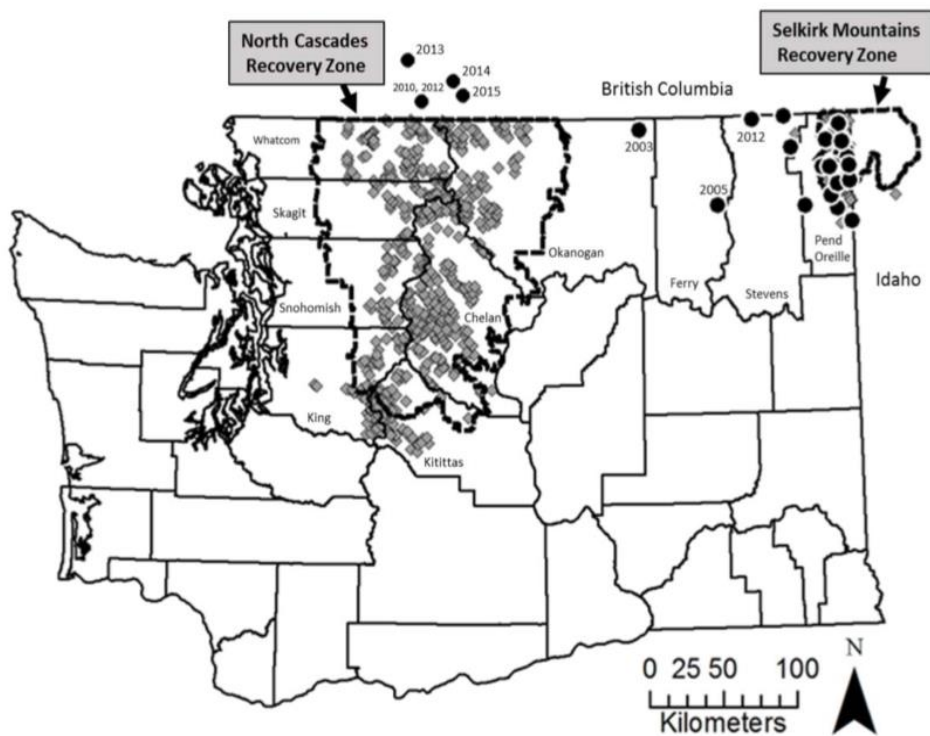 North Cascades
Recovery Zone
2013
2014
2010, 2012
2015
British Columbia
Selkirk Mountains
Recovery Zone
Whatcom
2003
2012
Skagit
2005
Okanogan
Pend
Oreille
Idaho
Ferry
Stevens
Snohomish
Chelan
King
Kitittas
N
0 25 50 100
Kilometers